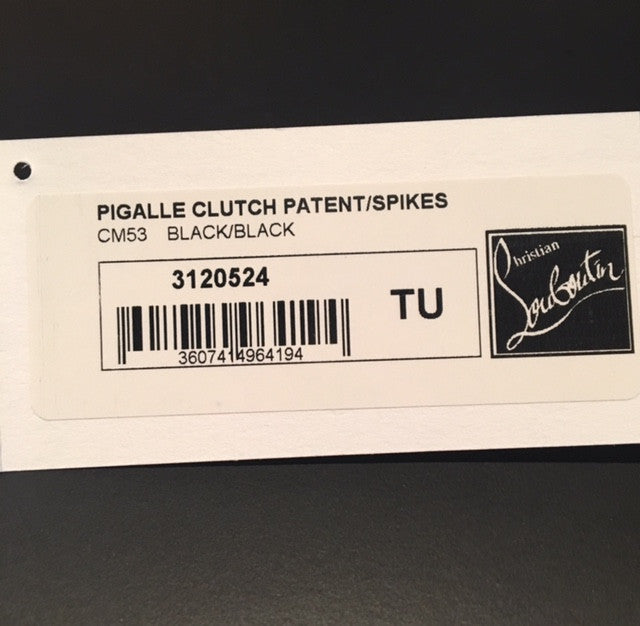 PIGALLE CLUTCH PATENT/SPIKES
CM53 BLACK/BLACK
3120524
3607414964194
TU
Christian
Louboutin